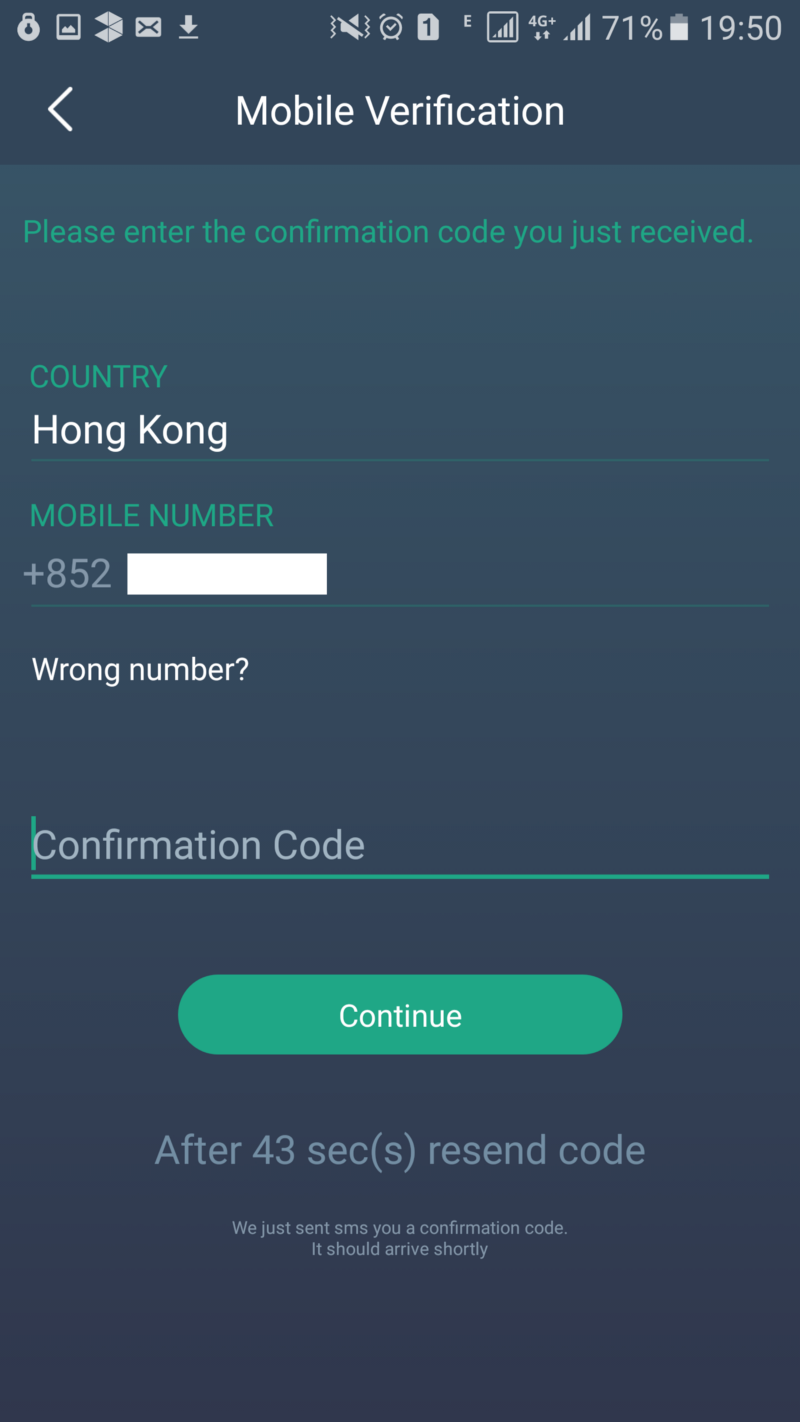 1 E 4G+ 71% 19:50
Mobile Verification
Please enter the confirmation code you just received.
COUNTRY
Hong Kong
MOBILE NUMBER
+852
Wrong number?
Confirmation Code
Continue
After 43 sec(s) resend code
We just sent sms you a confirmation code.
It should arrive shortly